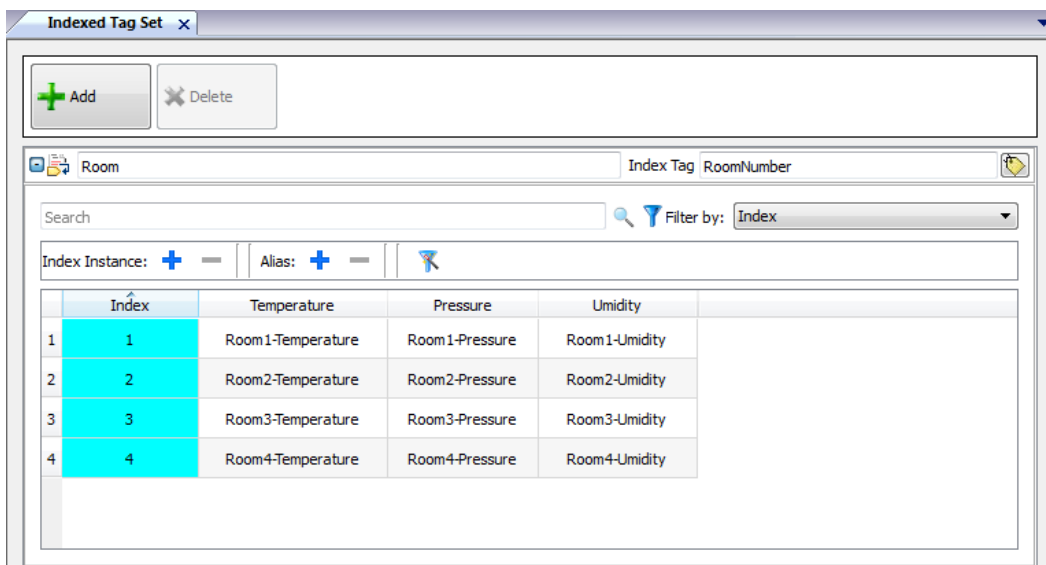 Indexed Tag Set x
Add Delete
Room Index Tag RoomNumber
Search Filter by: Index
Index Instance: Alias:
Index Temperature Pressure Umidity
1 1 Room1-Temperature Room1-Pressure Room1-Umidity
2 2 Room2-Temperature Room2-Pressure Room2-Umidity
3 3 Room3-Temperature Room3-Pressure Room3-Umidity
4 4 Room4-Temperature Room4-Pressure Room4-Umidity